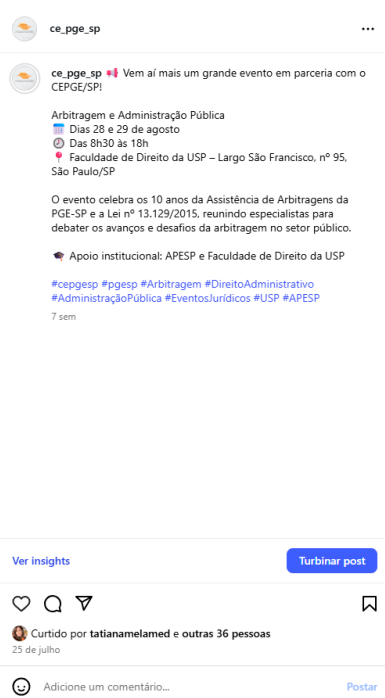 ce_pge_sp
ce_pge_sp 📢 Vem aí mais um grande evento em parceria com o
CEPGE/SP!
Arbitragem e Administração Pública
🗓️ Dias 28 e 29 de agosto
🕗 Das 8h30 às 18h
📍 Faculdade de Direito da USP – Largo São Francisco, nº 95,
São Paulo/SP
O evento celebra os 10 anos da Assistência de Arbitragens da
PGE-SP e a Lei nº 13.129/2015, reunindo especialistas para
debater os avanços e desafios da arbitragem no setor público.
🎓 Apoio institucional: APESP e Faculdade de Direito da USP
#cepgesp #pgesp #Arbitragem #DireitoAdministrativo
#AdministraçãoPública #EventosJurídicos #USP #APESP
7 sem
Ver insights
Turbinar post
Curtido por tatianamelamed e outras 36 pessoas
25 de julho
Adicione um comentário...
Postar